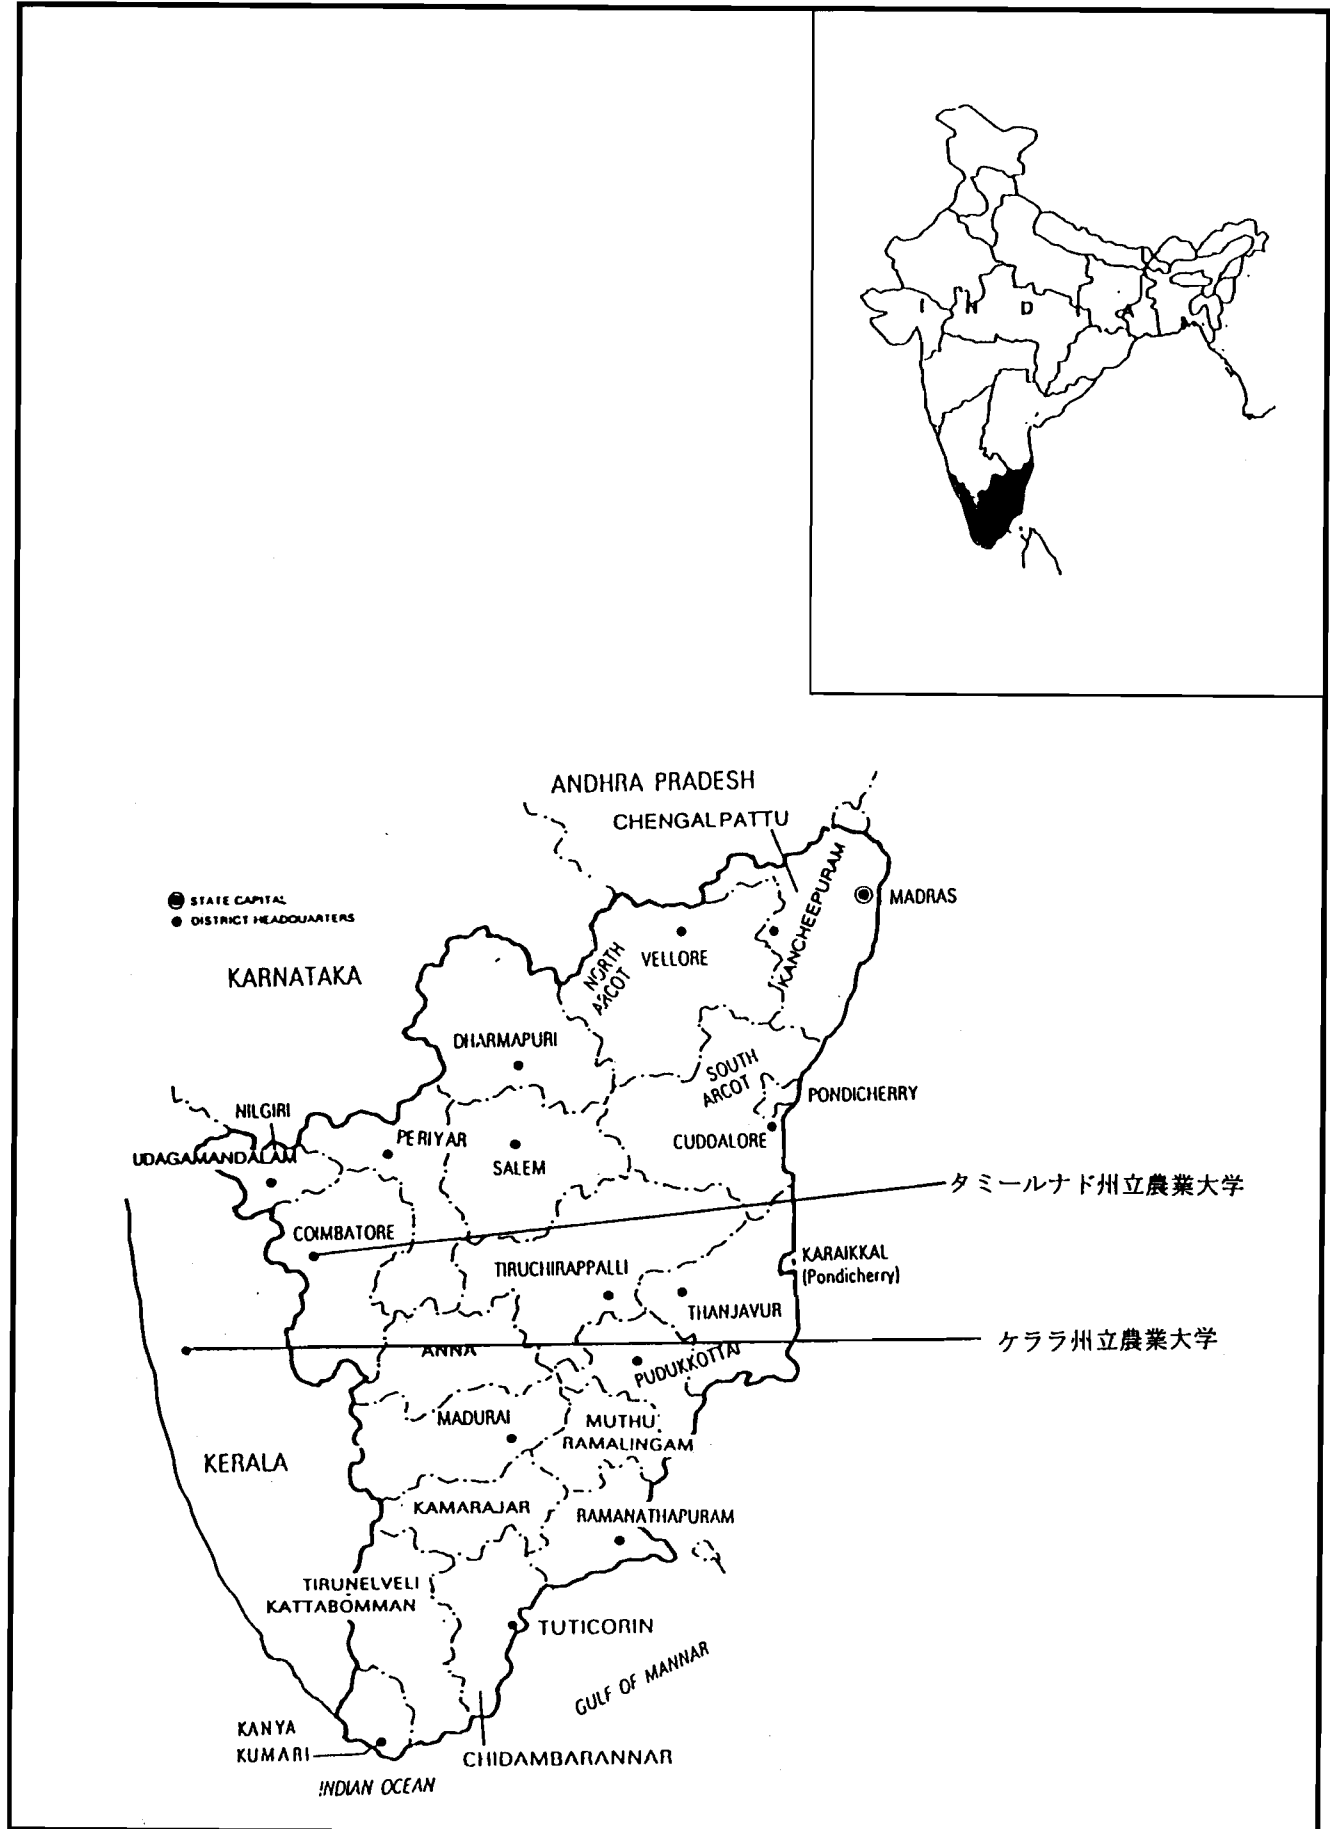 I N D I A
ANDHRA PRADESH
CHENGALPATTU
KANCHEEPURAM
MADRAS
STATE CAPITAL
DISTRICT HEADQUARTERS
KARNATAKA
NORTH
ARCOT
VELLORE
DHARMAPURI
SOUTH
ARCOT
PONDICHERRY
NILGIRI
PERIYAR
CUDDALORE
UDAGAMANDALAM
SALEM
タミールナド州立農業大学
COIMBATORE
KARAIKKAL
(Pondicherry)
TIRUCHIRAPPALLI
THANJAVUR
ケララ州立農業大学
ANNA
PUDUKKOTTAI
MADURAI
MUTHU
RAMALINGAM
KERALA
KAMARAJAR
RAMANATHAPURAM
TIRUNELVELI
KATTABOMMAN
TUTICORIN
GULF OF MANNAR
KANYA
KUMARI
CHIDAMBARANNAR
INDIAN OCEAN